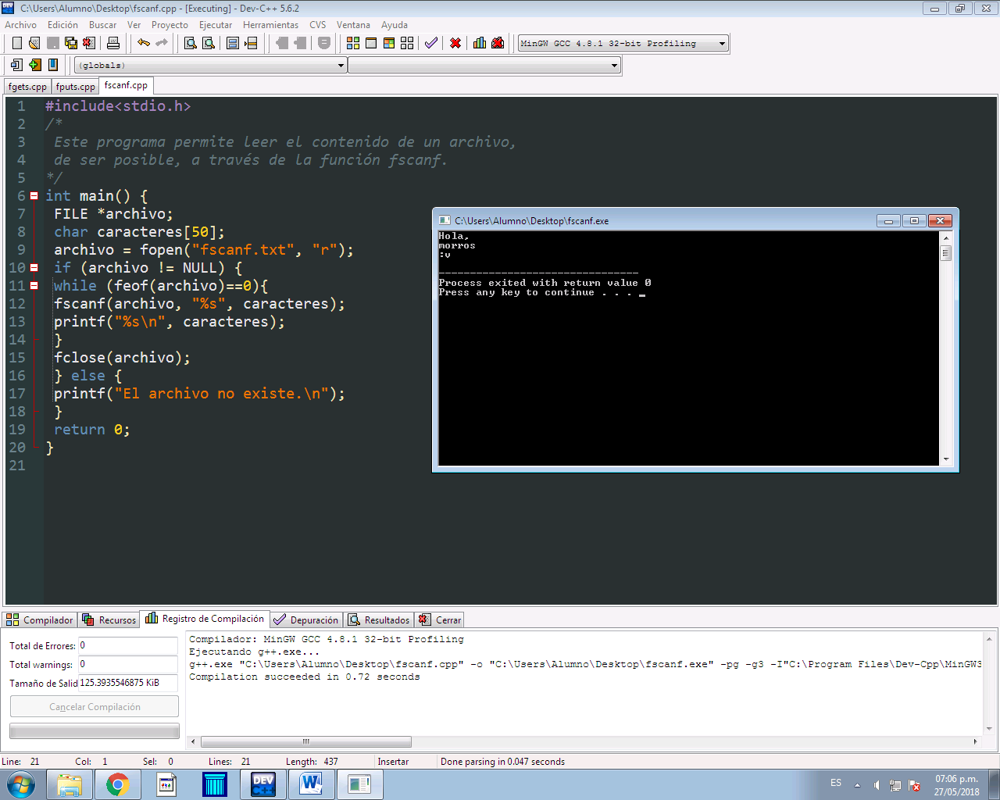 C:\Users\Alumno\Desktop\fscanf.cpp - [Executing] - Dev-C++ 5.6.2
Archivo Edición Buscar Ver Proyecto Ejecutar Herramientas CVS Ventana Ayuda
MinGW GCC 4.8.1 32-bit Profiling
(globals)
fgets.cpp fputs.cpp fscanf.cpp
1 #include<stdio.h>
2 /*
3 Este programa permite leer el contenido de un archivo,
4 de ser posible, a través de la función fscanf.
5 */
6 int main() {
7 FILE *archivo;
8 char caracteres[50];
9 archivo = fopen("fscanf.txt", "r");
10 if (archivo != NULL) {
11 while (feof(archivo)==0){
12 fscanf(archivo, "%s", caracteres);
13 printf("%s\n", caracteres);
14 }
15 fclose(archivo);
16 } else {
17 printf("El archivo no existe.\n");
18 }
19 return 0;
20 }
21
C:\Users\Alumno\Desktop\fscanf.exe
Hola,
morros
:v
--------------------------------
Process exited with return value 0
Press any key to continue . . . _
Compilador Recursos Registro de Compilación Depuración Resultados Cerrar
Total de Errores: 0
Total warnings: 0
Tamaño de Salid 125.3935546875 KiB
Cancelar Compilación
Compilador: MinGW GCC 4.8.1 32-bit Profiling
Ejecutando g++.exe...
g++.exe "C:\Users\Alumno\Desktop\fscanf.cpp" -o "C:\Users\Alumno\Desktop\fscanf.exe" -pg -g3 -I"C:\Program Files\Dev-Cpp\MinGW3
Compilation succeeded in 0.72 seconds
Line: 21 Col: 1 Sel: 0 Lines: 21 Length: 437 Insertar Done parsing in 0.047 seconds
DEV C++
W
ES
07:06 p.m.
27/05/2018